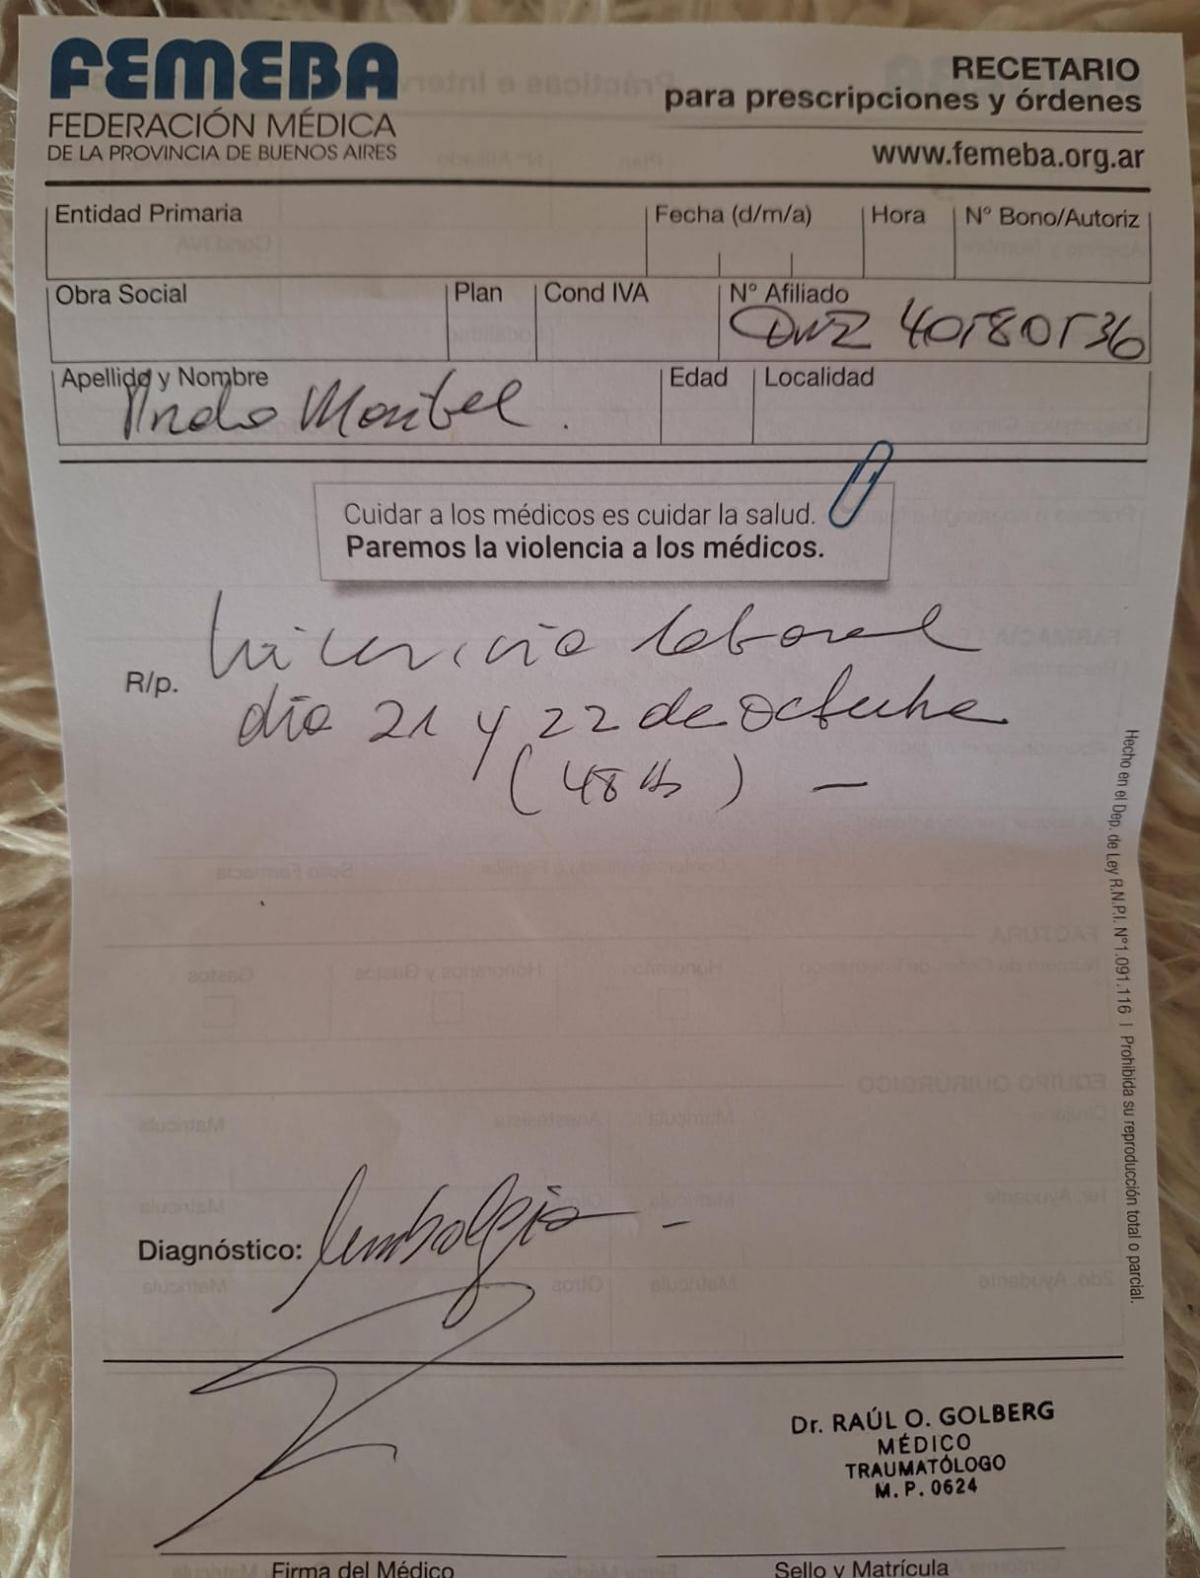 FEMEBA
FEDERACIÓN MÉDICA
DE LA PROVINCIA DE BUENOS AIRES
RECETARIO
para prescripciones y órdenes
www.femeba.org.ar
Entidad Primaria Fecha (d/m/a) Hora N° Bono/Autoriz
Obra Social Plan Cond IVA N° Afiliado
40580536
Apellido y Nombre Edad Localidad
Cuidar a los médicos es cuidar la salud.
Paremos la violencia a los médicos.
laboral
R/p.
día 21 y 22 de octubre
(48 hs) —
Hecho en el Dep. de Ley R.N.P.I. N°1.091.116 | Prohibida su reproducción total o parcial.
Diagnóstico: lumbalgia -
Dr. RAÚL O. GOLBERG
MÉDICO
TRAUMATÓLOGO
M. P. 0624
Firma del Médico Sello y Matrícula